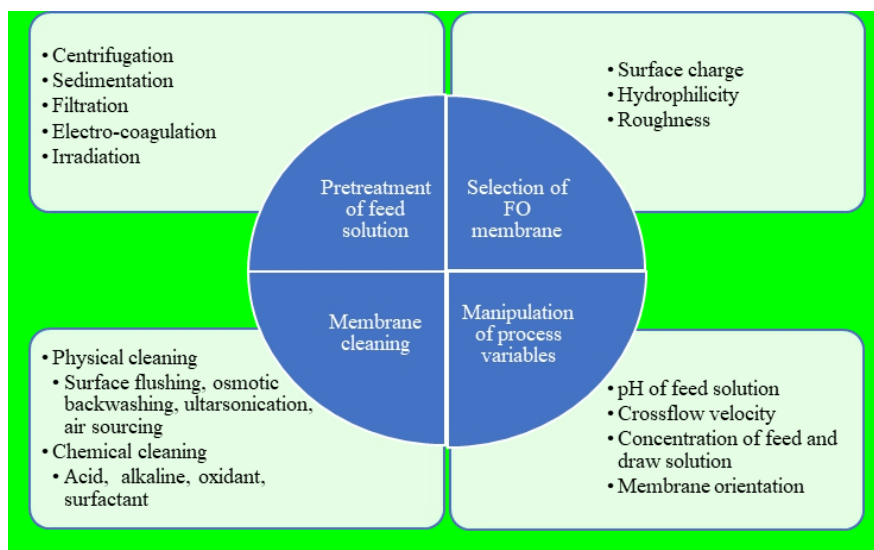 • Centrifugation
• Sedimentation
• Filtration
• Electro-coagulation
• Irradiation
• Surface charge
• Hydrophilicity
• Roughness
Pretreatment
of feed
solution
Selection of
FO
membrane
Membrane
cleaning
Manipulation
of process
variables
• Physical cleaning
• Surface flushing, osmotic
backwashing, ultarsonication,
air sourcing
• Chemical cleaning
• Acid, alkaline, oxidant,
surfactant
• pH of feed solution
• Crossflow velocity
• Concentration of feed and
draw solution
• Membrane orientation